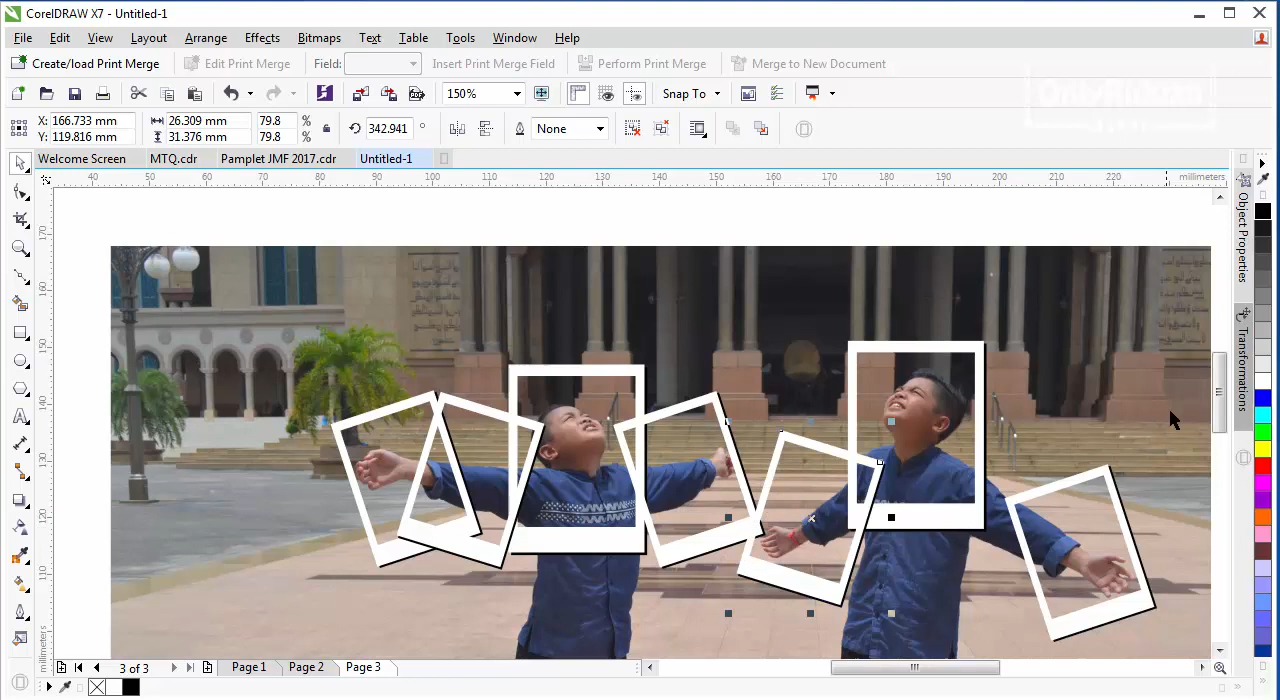 CorelDRAW X7 - Untitled-1
File Edit View Layout Arrange Effects Bitmaps Text Table Tools Window Help
Create/load Print Merge Edit Print Merge Field: Insert Print Merge Field Perform Print Merge Merge to New Document
150% Snap To
X: 166.733 mm 26.309 mm 79.8 % 342.941 ° None
Y: 119.816 mm 31.376 mm 79.8 %
Welcome Screen MTQ.cdr Pamplet JMF 2017.cdr Untitled-1
40 50 60 70 80 90 100 110 120 130 140 150 160 170 180 190 200 210 220 millimeters
170
160
150
140
130
120
110
millimeters
Object Properties
Transformations
3 of 3 Page 1 Page 2 Page 3